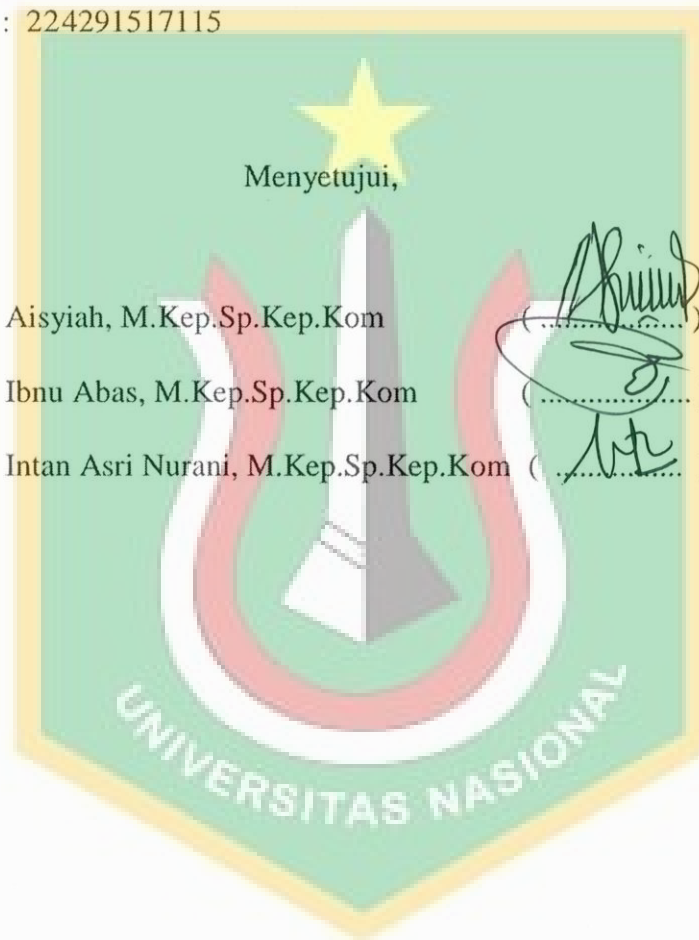 : 224291517115
Menyetujui,
Aisyiah, M.Kep.Sp.Kep.Kom ( .................. )
Ibnu Abas, M.Kep.Sp.Kep.Kom ( ..................
Intan Asri Nurani, M.Kep.Sp.Kep.Kom ( ..................
UNIVERSITAS NASIONAL